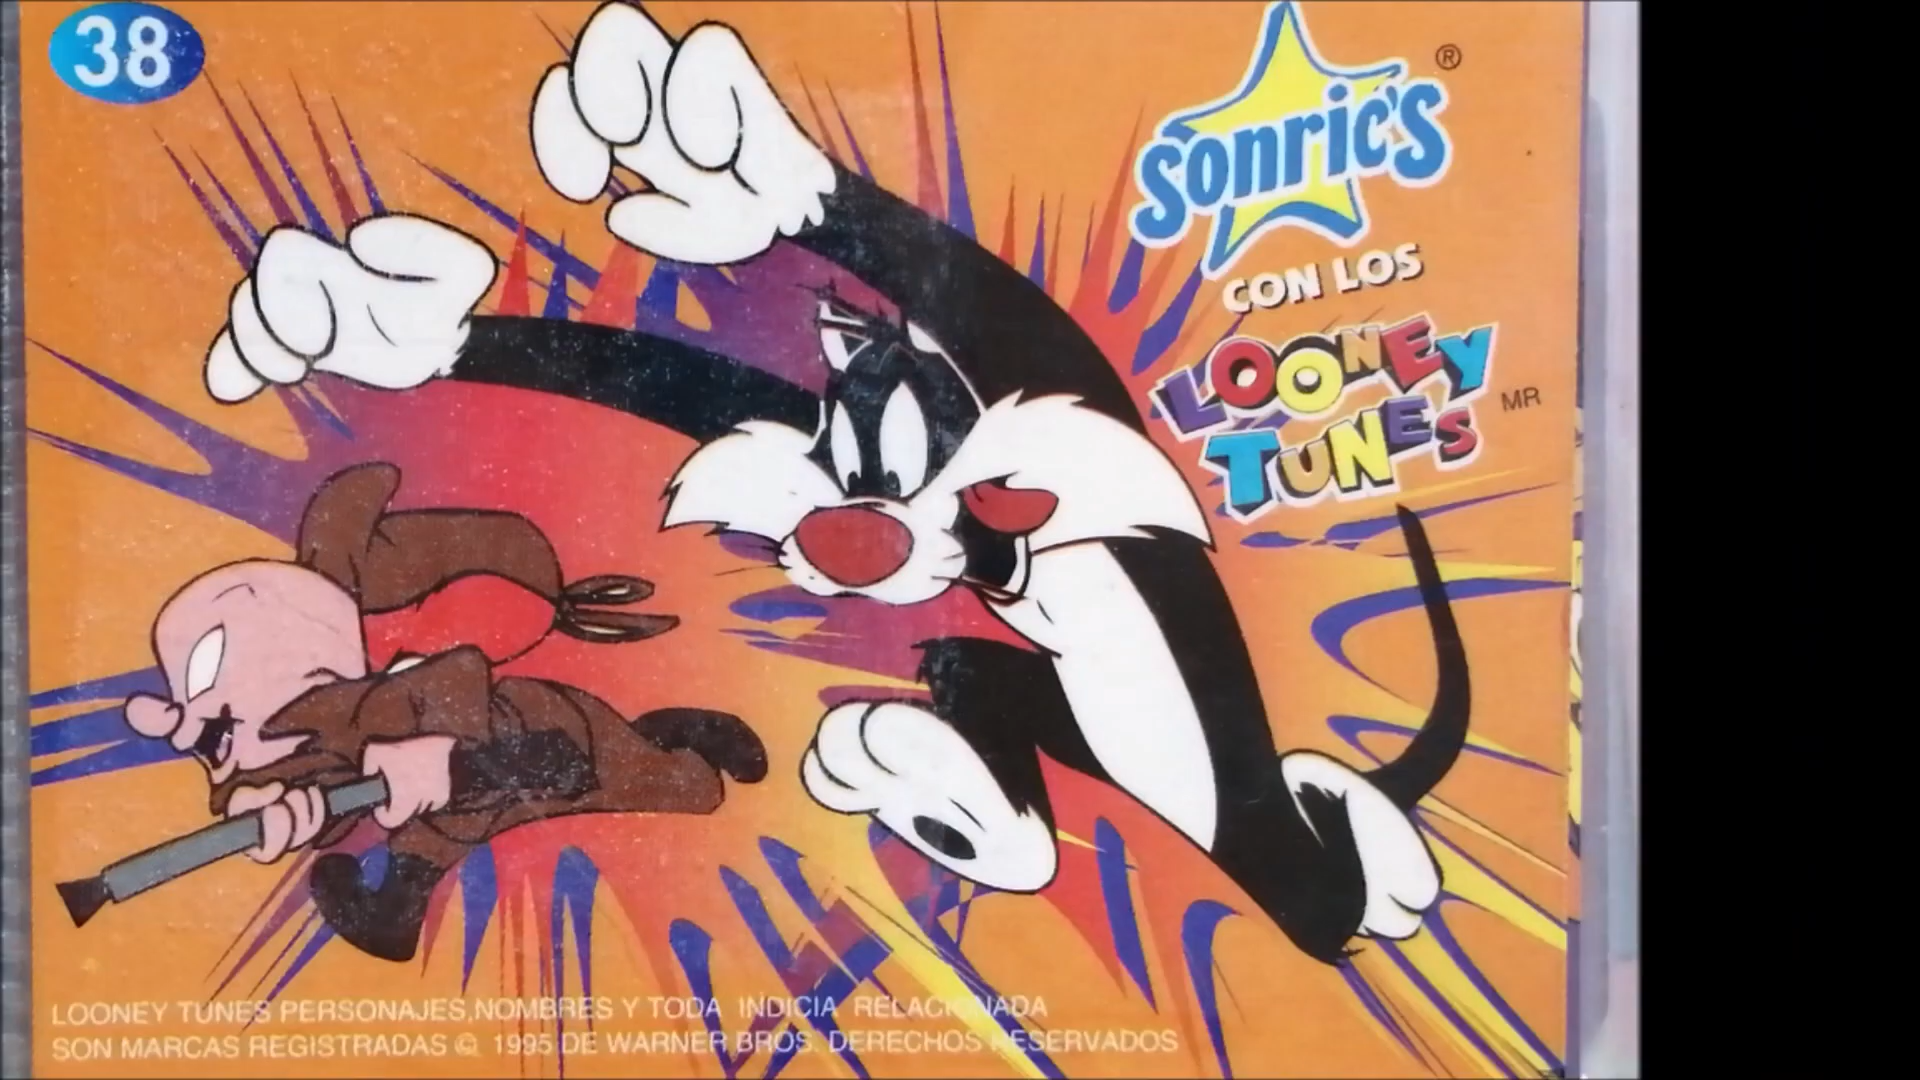 38
Sonric's ®
CON LOS
LOONEY
TUNES MR
LOONEY TUNES PERSONAJES,NOMBRES Y TODA INDICIA RELACIONADA
SON MARCAS REGISTRADAS © 1995 DE WARNER BROS. DERECHOS RESERVADOS